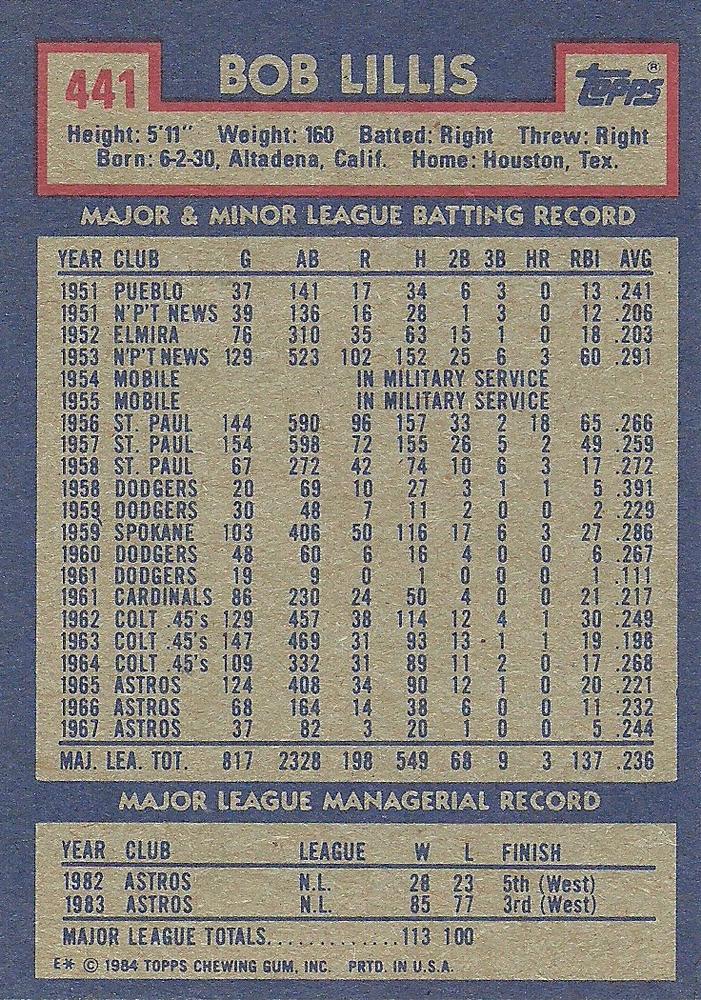 441
BOB LILLIS
TOPPS®
Height: 5'11" Weight: 160 Batted: Right Threw: Right
Born: 6-2-30, Altadena, Calif. Home: Houston, Tex.
MAJOR & MINOR LEAGUE BATTING RECORD
YEAR CLUB G AB R H 2B 3B HR RBI AVG
1951 PUEBLO 37 141 17 34 6 3 0 13 .241
1951 N'P'T NEWS 39 136 16 28 1 3 0 12 .206
1952 ELMIRA 76 310 35 63 15 1 0 18 .203
1953 N'P'T NEWS 129 523 102 152 25 6 3 60 .291
1954 MOBILE IN MILITARY SERVICE
1955 MOBILE IN MILITARY SERVICE
1956 ST. PAUL 144 590 96 157 33 2 18 65 .266
1957 ST. PAUL 154 598 72 155 26 5 2 49 .259
1958 ST. PAUL 67 272 42 74 10 6 3 17 .272
1958 DODGERS 20 69 10 27 3 1 1 5 .391
1959 DODGERS 30 48 7 11 2 0 0 2 .229
1959 SPOKANE 103 406 50 116 17 6 3 27 .286
1960 DODGERS 48 60 6 16 4 0 0 6 .267
1961 DODGERS 19 9 0 1 0 0 0 1 .111
1961 CARDINALS 86 230 24 50 4 0 0 21 .217
1962 COLT .45's 129 457 38 114 12 4 1 30 .249
1963 COLT .45's 147 469 31 93 13 1 1 19 .198
1964 COLT .45's 109 332 31 89 11 2 0 17 .268
1965 ASTROS 124 408 34 90 12 1 0 20 .221
1966 ASTROS 68 164 14 38 6 0 0 11 .232
1967 ASTROS 37 82 3 20 1 0 0 5 .244
MAJ. LEA. TOT. 817 2328 198 549 68 9 3 137 .236
MAJOR LEAGUE MANAGERIAL RECORD
YEAR CLUB LEAGUE W L FINISH
1982 ASTROS N.L. 28 23 5th (West)
1983 ASTROS N.L. 85 77 3rd (West)
MAJOR LEAGUE TOTALS.............113 100
E* © 1984 TOPPS CHEWING GUM, INC. PRTD. IN U.S.A.